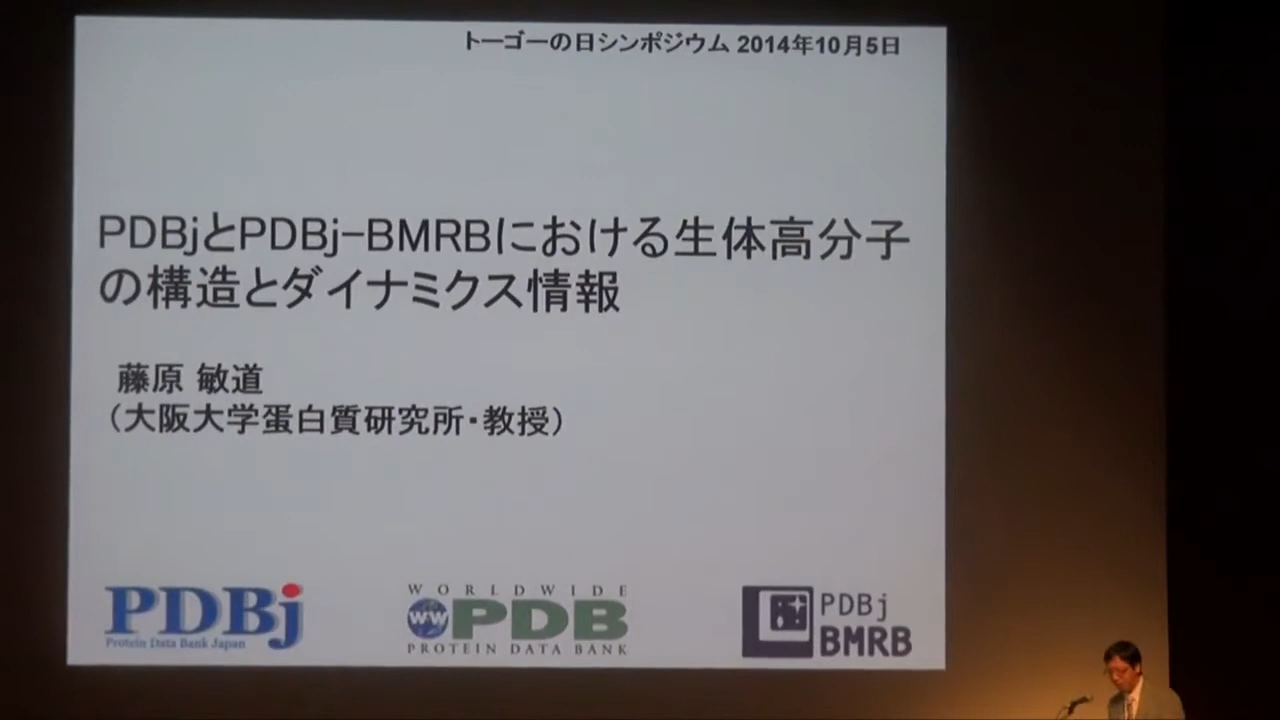 トーゴーの日シンポジウム 2014年10月5日
PDBjとPDBj-BMRBにおける生体高分子
の構造とダイナミクス情報
藤原 敏道
（大阪大学蛋白質研究所・教授）
PDBj
Protein Data Bank Japan
WORLDWIDE
ww PDB
PROTEIN DATA BANK
PDBj
BMRB